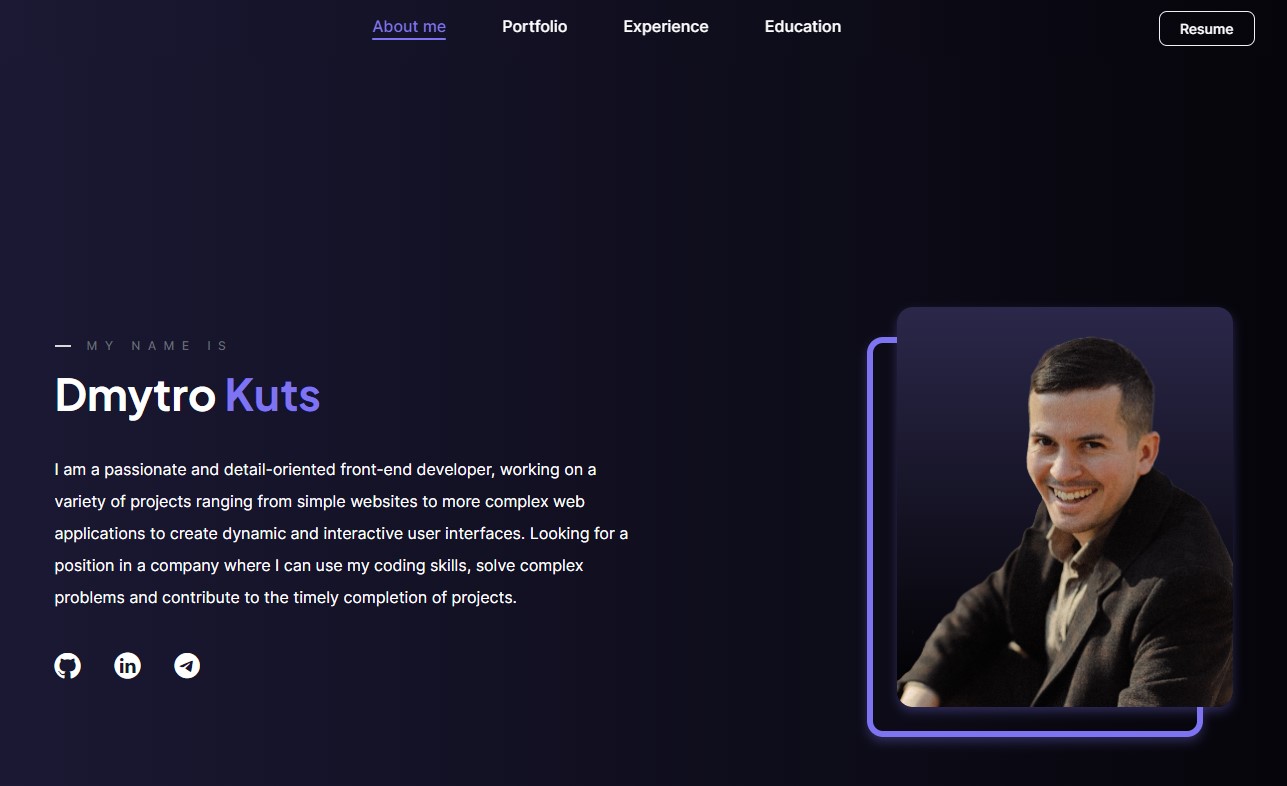 About me
Portfolio
Experience
Education
Resume
MY NAME IS
Dmytro Kuts
I am a passionate and detail-oriented front-end developer, working on a
variety of projects ranging from simple websites to more complex web
applications to create dynamic and interactive user interfaces. Looking for a
position in a company where I can use my coding skills, solve complex
problems and contribute to the timely completion of projects.
in